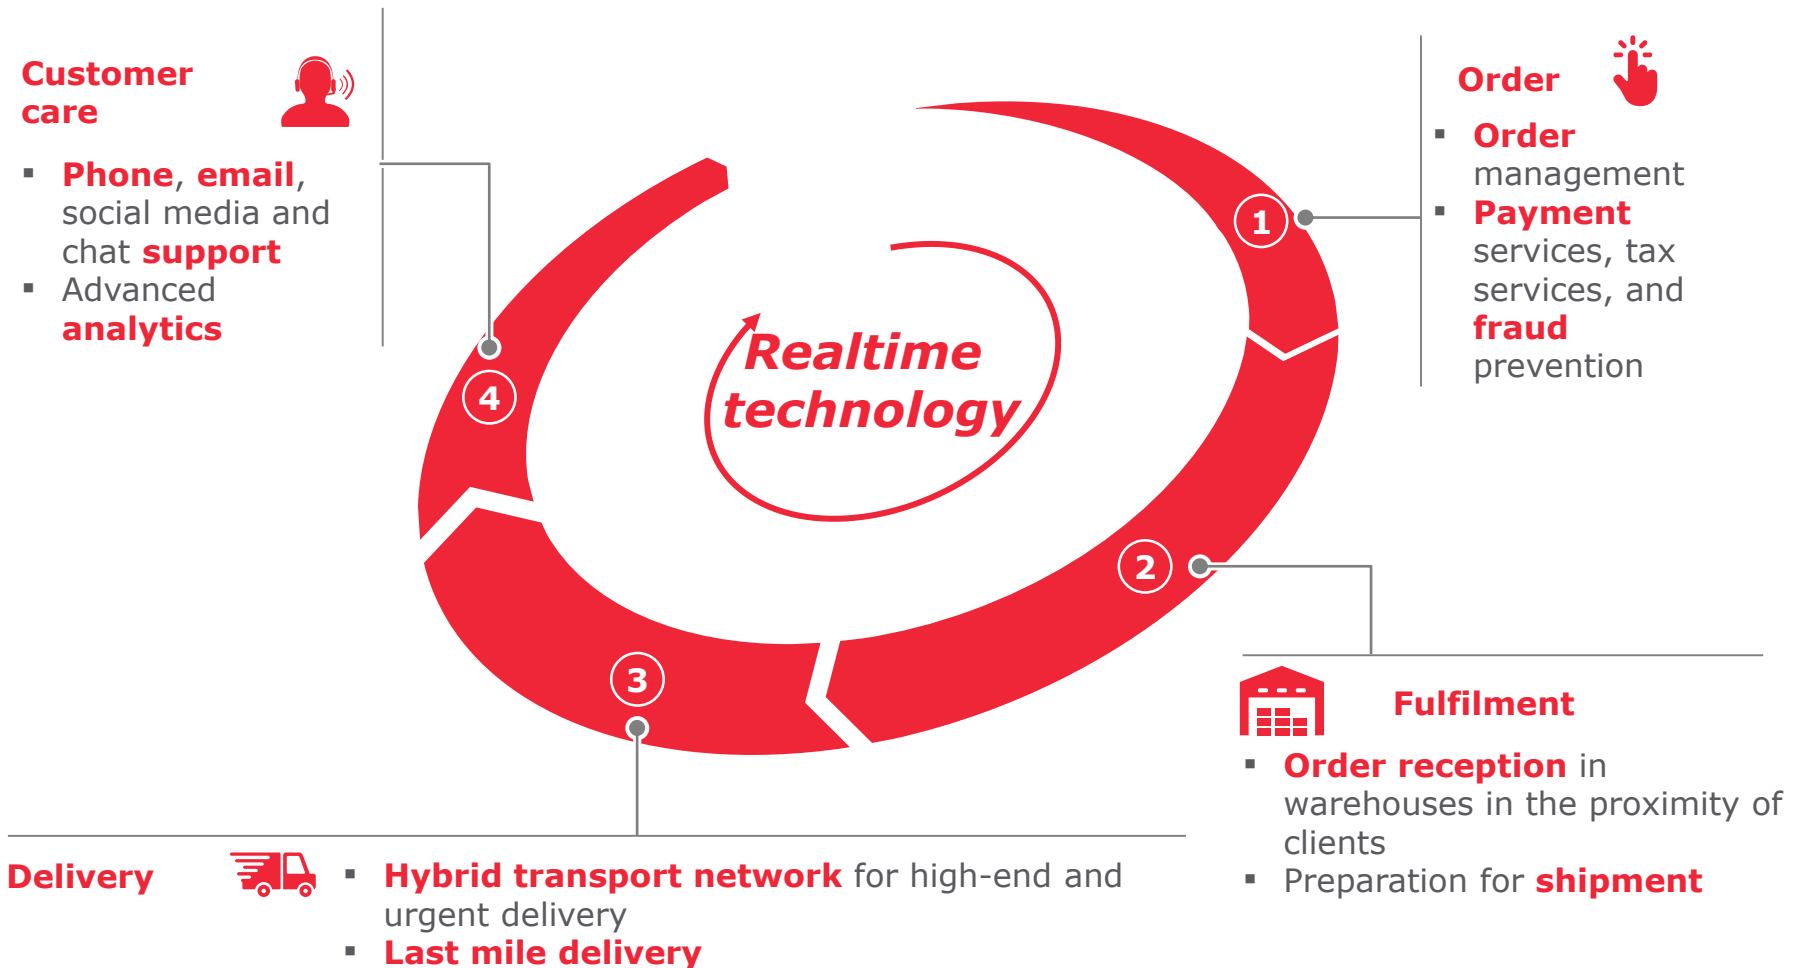 Customer
care
▪ Phone, email,
social media and
chat support
▪ Advanced
analytics
Order
▪ Order
management
▪ Payment
services, tax
services, and
fraud
prevention
1
Realtime
technology
4
2
3
Fulfilment
▪ Order reception in
warehouses in the proximity of
clients
▪ Preparation for shipment
Delivery
▪ Hybrid transport network for high-end and
urgent delivery
▪ Last mile delivery